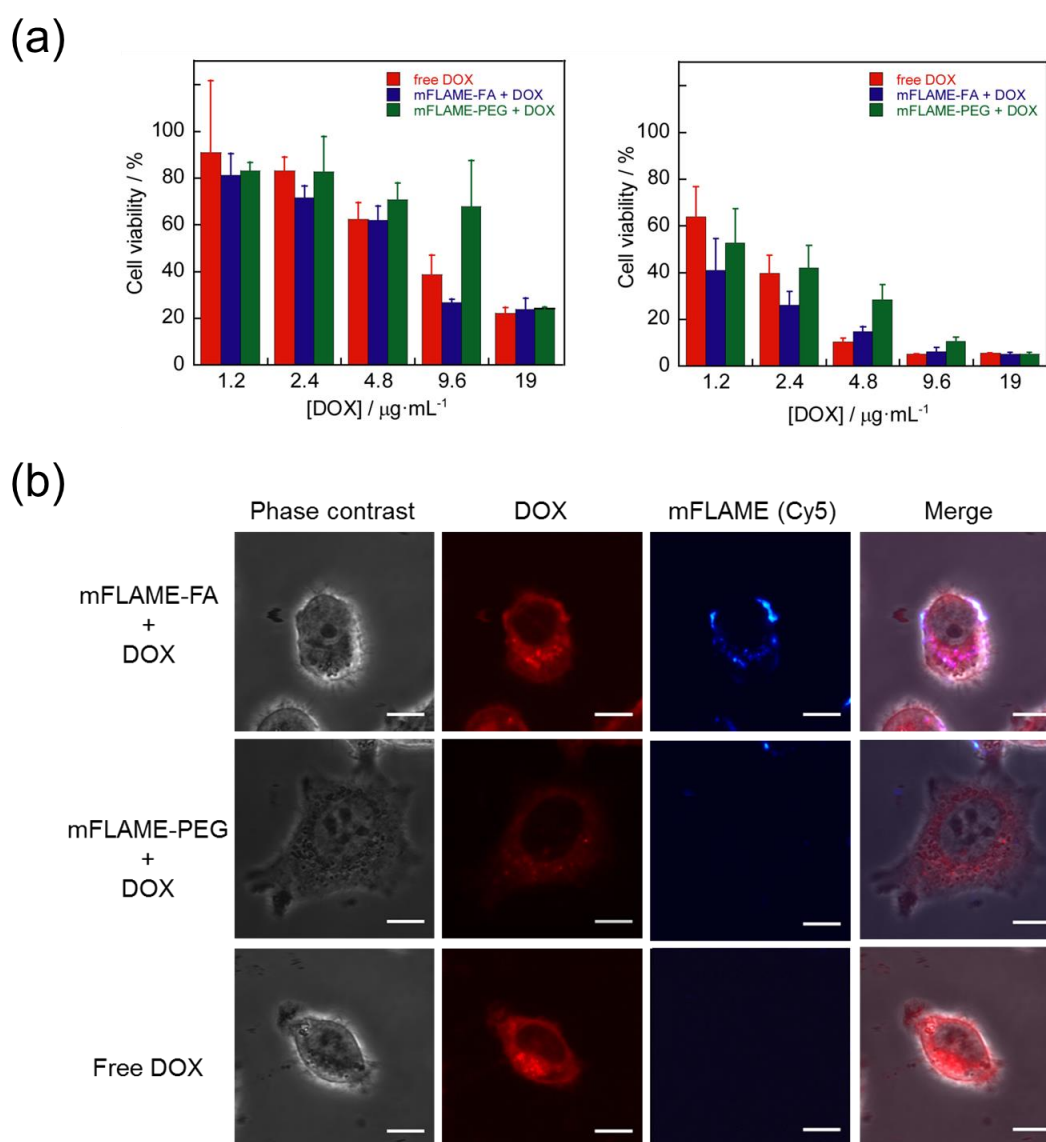 (a)
free DOX
mFLAME-FA + DOX
mFLAME-PEG + DOX
Cell viability / %
100
80
60
40
20
0
1.2 2.4 4.8 9.6 19
[DOX] / μg·mL⁻¹
free DOX
mFLAME-FA + DOX
mFLAME-PEG + DOX
Cell viability / %
100
80
60
40
20
0
1.2 2.4 4.8 9.6 19
[DOX] / μg·mL⁻¹
(b)
Phase contrast DOX mFLAME (Cy5) Merge
mFLAME-FA
+
DOX
mFLAME-PEG
+
DOX
Free DOX